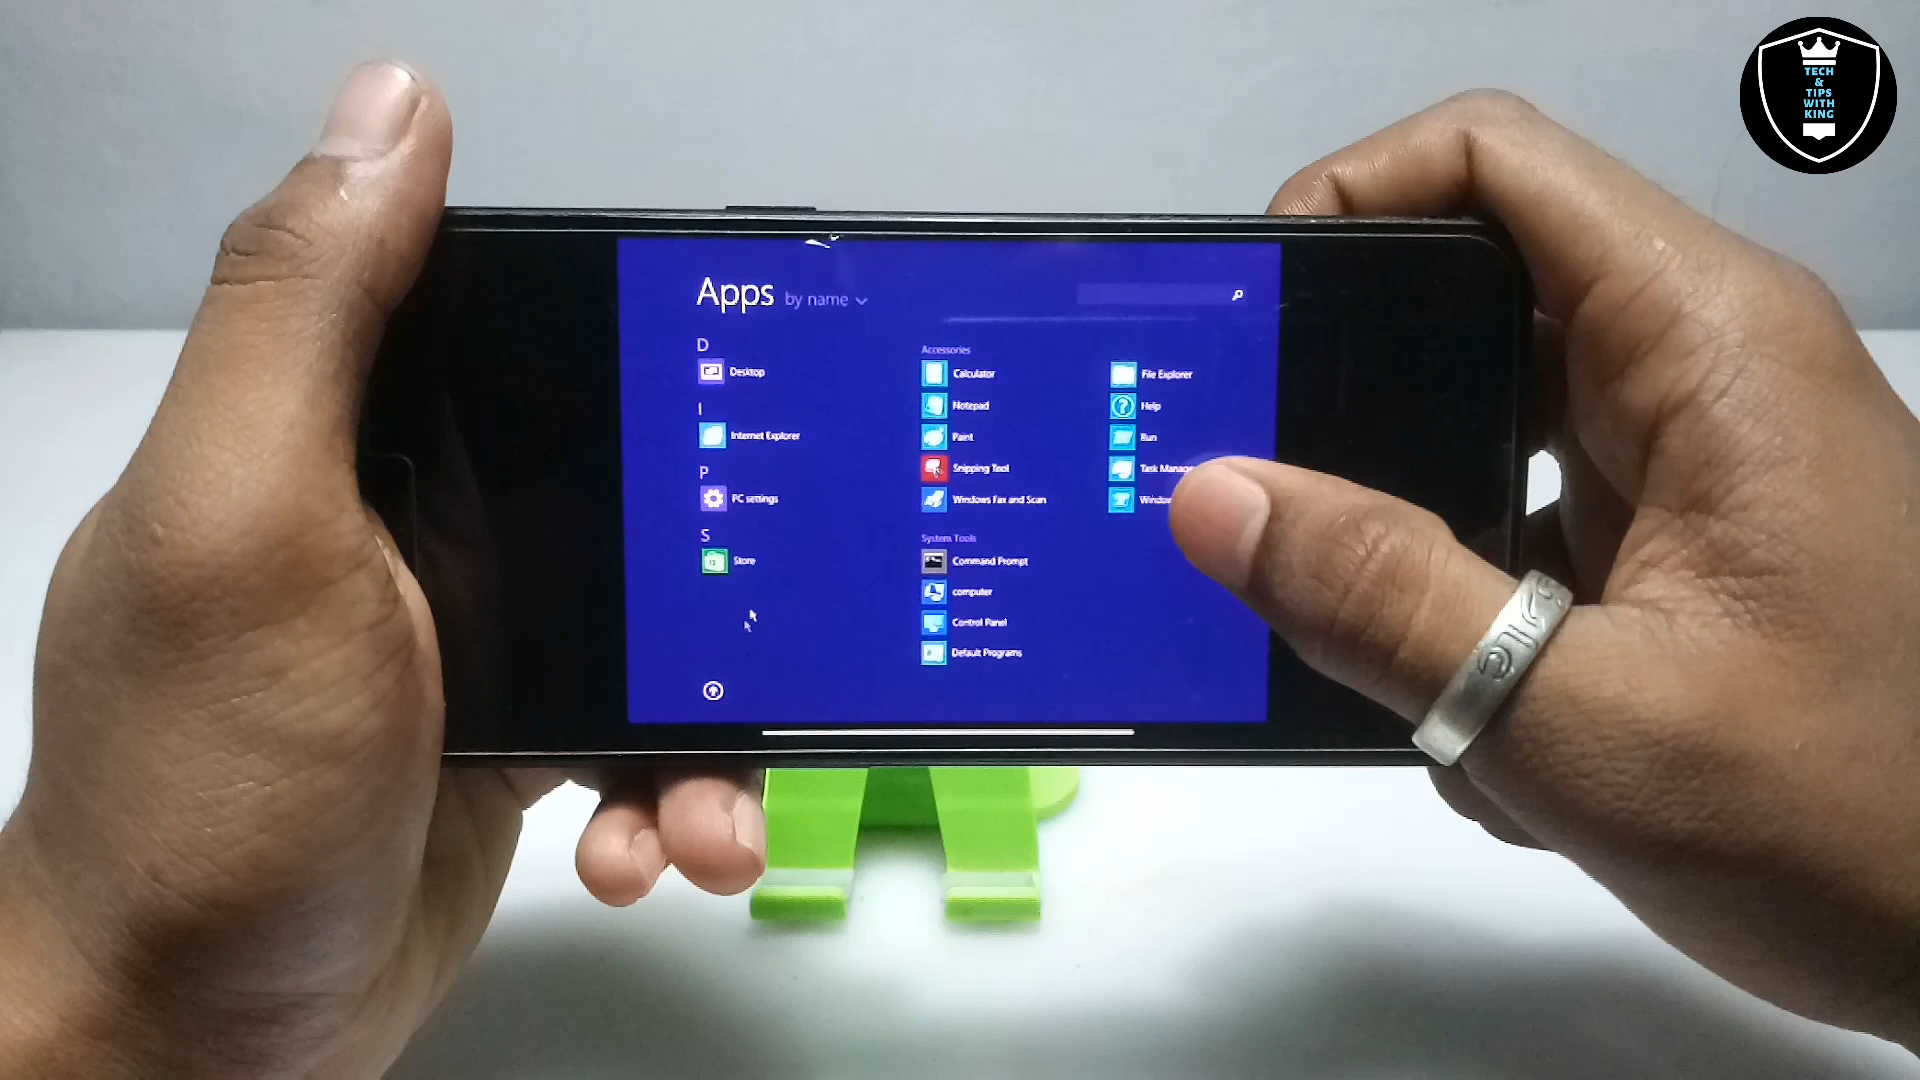 TECH
&
TIPS
WITH
KING
Apps by name
D
Desktop
I
Internet Explorer
P
PC settings
S
Store
Accessories
Calculator
Notepad
Paint
Snipping Tool
Windows Fax and Scan
System Tools
Command Prompt
computer
Control Panel
Default Programs
File Explorer
Help
Run
Task